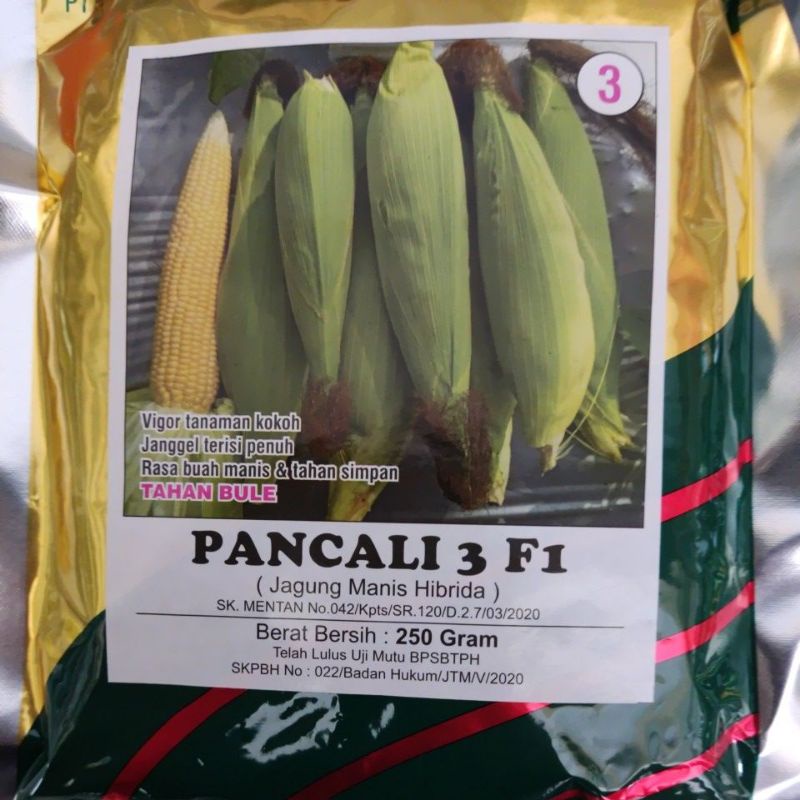 PT
3
Vigor tanaman kokoh
Janggel terisi penuh
Rasa buah manis & tahan simpan
TAHAN BULE
PANCALI 3 F1
( Jagung Manis Hibrida )
SK. MENTAN No.042/Kpts/SR.120/D.2.7/03/2020
Berat Bersih : 250 Gram
Telah Lulus Uji Mutu BPSBTPH
SKPBH No : 022/Badan Hukum/JTM/V/2020